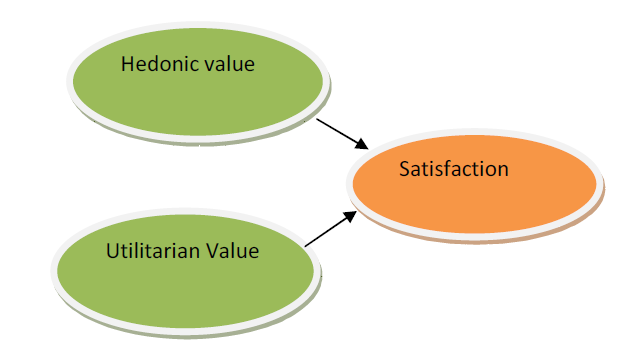 Hedonic value
Satisfaction
Utilitarian Value